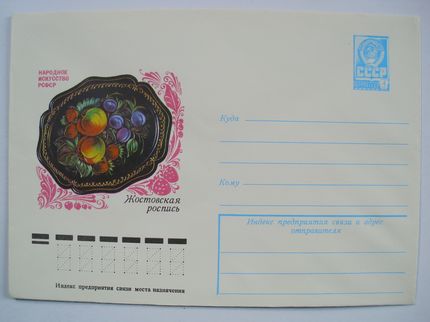 НАРОДНОЕ
ИСКУССТВО
РСФСР
Жостовская
роспись
СССР
Куда
Кому
Индекс предприятия связи и адрес
отправителя
Индекс предприятия связи места назначения